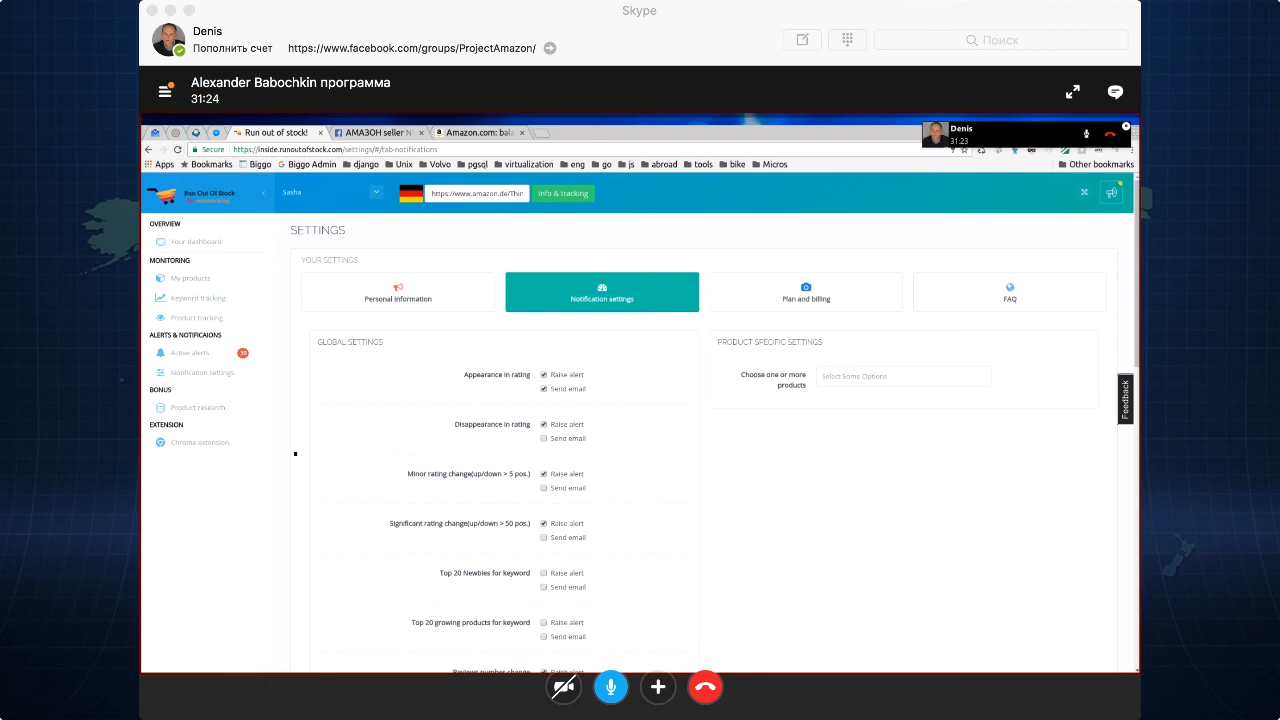 Skype
Denis
Пополнить счет https://www.facebook.com/groups/ProjectAmazon/
Поиск
Alexander Babochkin программа
31:24
Run out of stock!
АМАЗОН seller N
Amazon.com: bala
Denis
31:23
Secure https://inside.runoutofstock.com/settings/#/tab-notifications
Apps Bookmarks Biggo Biggo Admin django Unix Volvo pgsql virtualization eng go js abroad tools bike Micros Other bookmarks
Run Out Of Stock
Sasha
https://www.amazon.de/Thin
Info & tracking
OVERVIEW
Your dashboard
MONITORING
My products
Keyword tracking
Product tracking
ALERTS & NOTIFICAIONS
Active alerts 39
Notification settings
BONUS
Product research
EXTENSION
Chrome extension
SETTINGS
YOUR SETTINGS
Personal Information
Notification settings
Plan and billing
FAQ
GLOBAL SETTINGS
Appearance in rating Raise alert
Send email
Disappearance in rating Raise alert
Send email
Minor rating change(up/down > 5 pos.) Raise alert
Send email
Significant rating change(up/down > 50 pos.) Raise alert
Send email
Top 20 Newbies for keyword Raise alert
Send email
Top 20 growing products for keyword Raise alert
Send email
Reviews number change Raise alert
PRODUCT SPECIFIC SETTINGS
Choose one or more
products
Select Some Options
Feedback